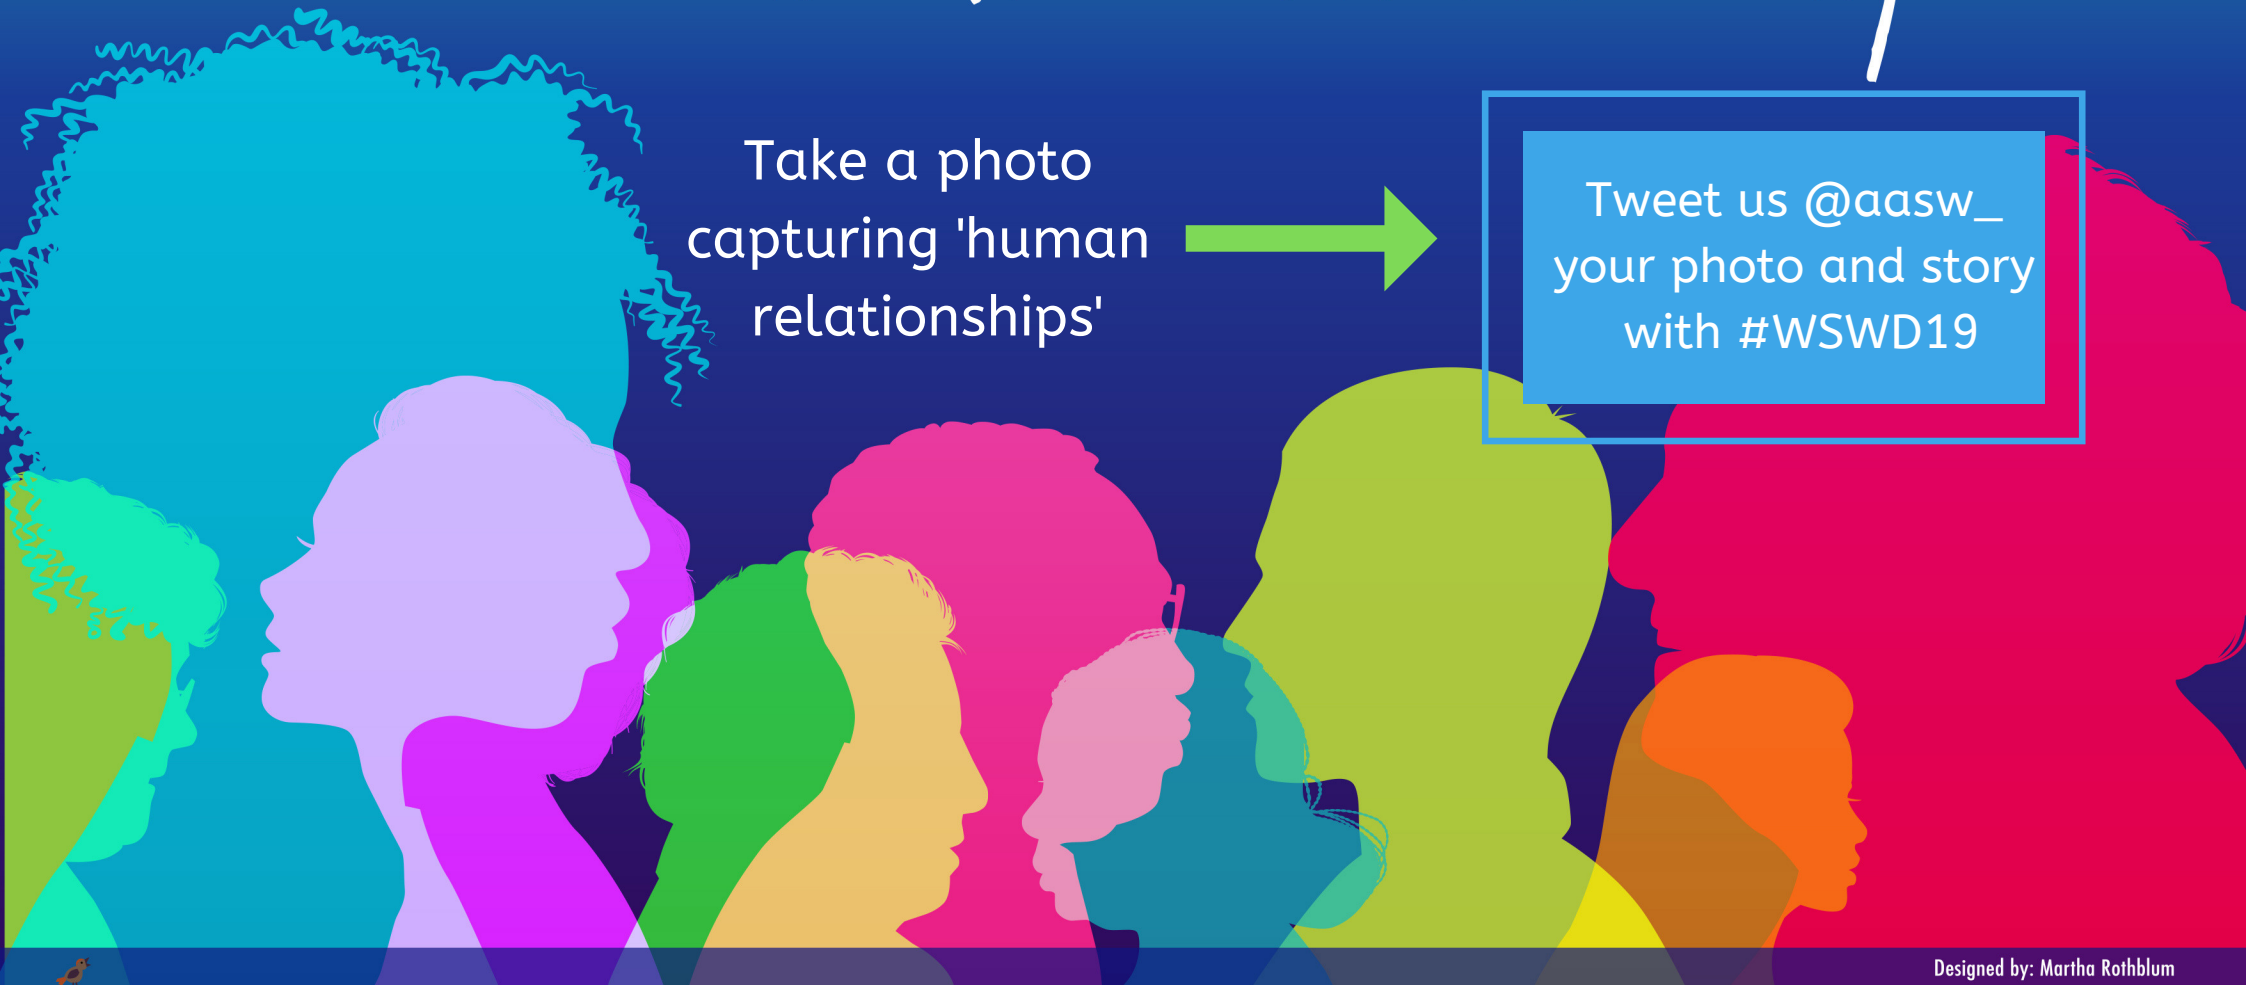 Take a photo
capturing 'human
relationships'
Tweet us @aasw_
your photo and story
with #WSWD19
Designed by: Martha Rothblum